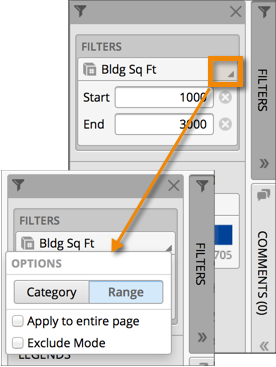 FILTERS
Bldg Sq Ft
Start 1000
End 3000
FILTERS
705
COMMENTS (0)
FILTERS
Bldg Sq Ft
OPTIONS
Category Range
Apply to entire page
Exclude Mode
LEGENDS
FILTERS